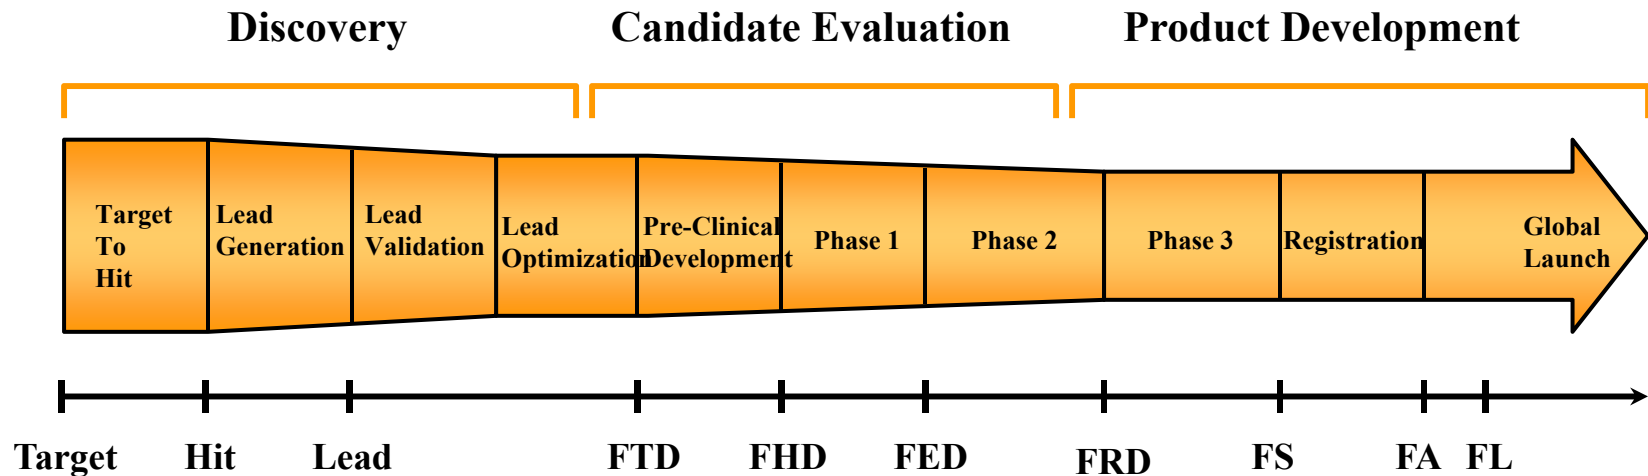 Discovery
Candidate Evaluation
Product Development
Target
To
Hit
Lead
Generation
Lead
Validation
Lead
Optimization
Pre-Clinical
Development
Phase 1
Phase 2
Phase 3
Registration
Global
Launch
Target
Hit
Lead
FTD
FHD
FED
FRD
FS
FA
FL